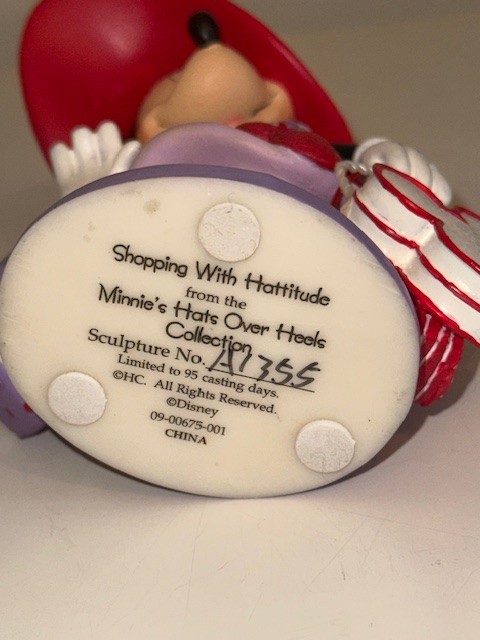 Shopping With Hattitude
from the
Minnie's Hats Over Heels
Collection
Sculpture No. A1355
Limited to 95 casting days.
©HC. All Rights Reserved.
©Disney
09-00675-001
CHINA